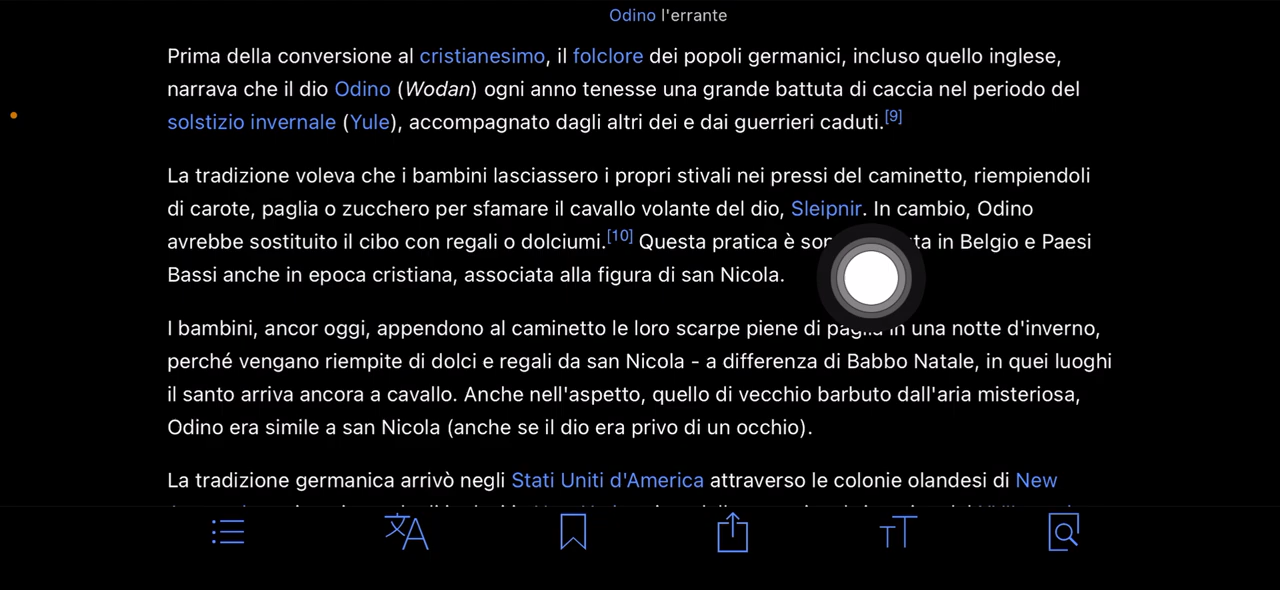 Odino l'errante
Prima della conversione al cristianesimo, il folclore dei popoli germanici, incluso quello inglese,
narrava che il dio Odino (Wodan) ogni anno tenesse una grande battuta di caccia nel periodo del
solstizio invernale (Yule), accompagnato dagli altri dei e dai guerrieri caduti.[9]
La tradizione voleva che i bambini lasciassero i propri stivali nei pressi del caminetto, riempiendoli
di carote, paglia o zucchero per sfamare il cavallo volante del dio, Sleipnir. In cambio, Odino
avrebbe sostituito il cibo con regali o dolciumi.[10] Questa pratica è in Belgio e Paesi
Bassi anche in epoca cristiana, associata alla figura di san Nicola.
I bambini, ancor oggi, appendono al caminetto le loro scarpe piene di paglia in una notte d'inverno,
perché vengano riempite di dolci e regali da san Nicola - a differenza di Babbo Natale, in quei luoghi
il santo arriva ancora a cavallo. Anche nell'aspetto, quello di vecchio barbuto dall'aria misteriosa,
Odino era simile a san Nicola (anche se il dio era privo di un occhio).
La tradizione germanica arrivò negli Stati Uniti d'America attraverso le colonie olandesi di New